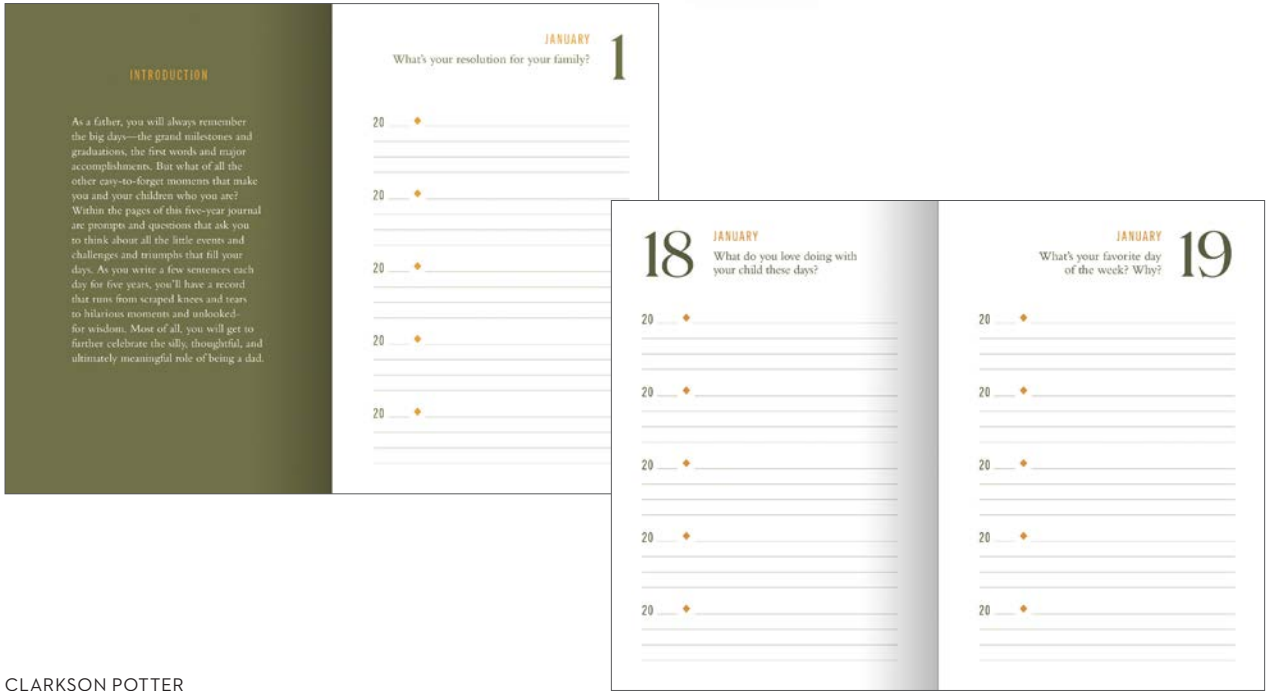 INTRODUCTION
As a father, you will always remember
the big days—the grand milestones and
graduations, the first words and major
accomplishments. But what of all the
other easy-to-forget moments that make
you and your children who you are?
Within the pages of this five-year journal
are prompts and questions that ask you
to think about all the little events and
challenges and triumphs that fill your
days. As you write a few sentences each
day for five years, you'll have a record
that runs from scraped knees and tears
to hilarious moments and unlooked-
for wisdom. Most of all, you will get to
further celebrate the silly, thoughtful, and
ultimately meaningful role of being a dad.
JANUARY 1
What's your resolution for your family?
20
20
20
20
20
18 JANUARY
What do you love doing with
your child these days?
20
20
20
20
20
JANUARY 19
What's your favorite day
of the week? Why?
20
20
20
20
20
CLARKSON POTTER